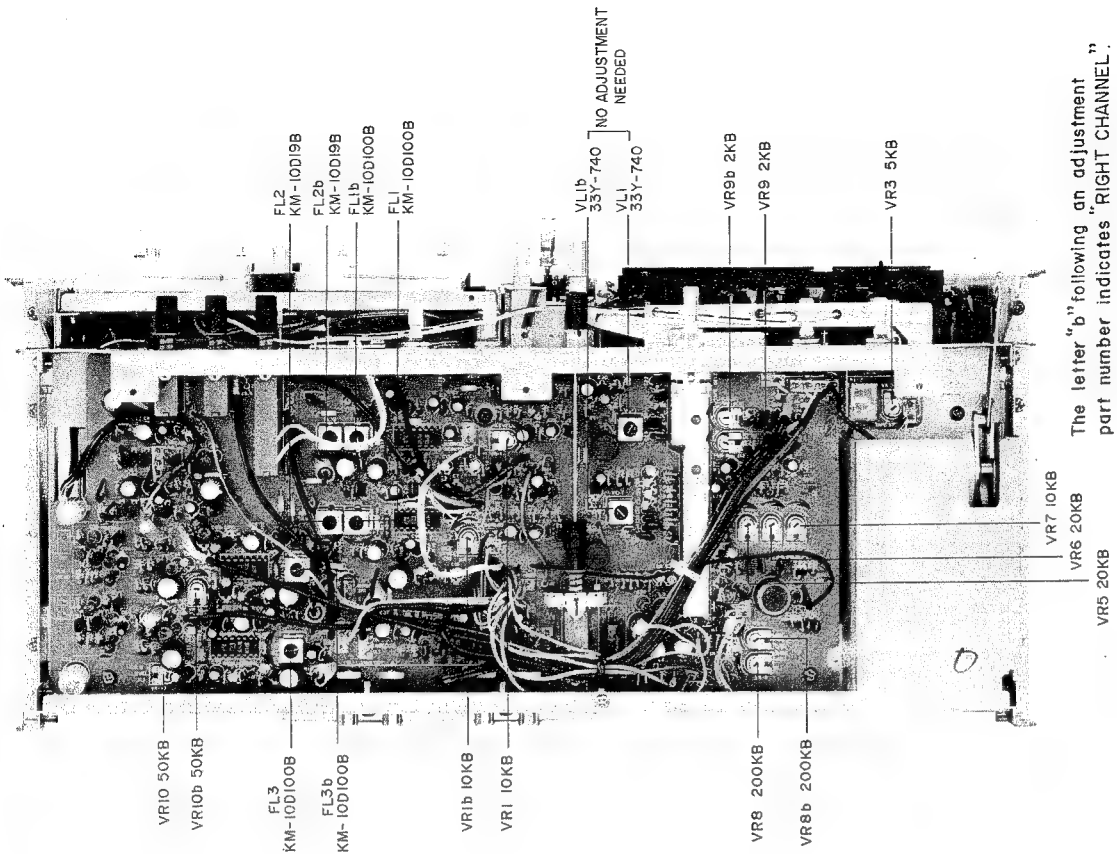 FL2
KM-10D19B
FL2b
KM-10D19B
FL1b
KM-10D100B
FL1
KM-10D100B
VL1b
33Y-740
VL1
33Y-740
NO ADJUSTMENT
NEEDED
VR9b 2KB
VR9 2KB
VR3 5KB
VR10 50KB
VR10b 50KB
FL3
KM-10D100B
FL3b
KM-10D100B
VR1b 10KB
VR1 10KB
VR8 200KB
VR8b 200KB
VR7 10KB
VR6 20KB
VR5 20KB
The letter "b" following an adjustment
part number indicates "RIGHT CHANNEL".